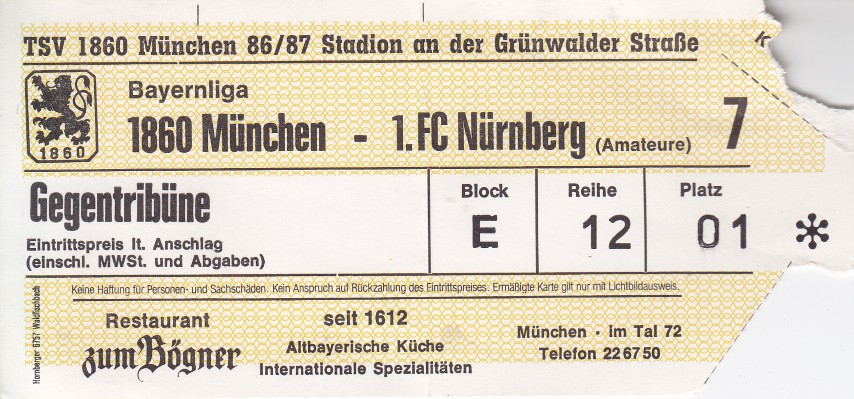 TSV 1860 München 86/87 Stadion an der Grünwalder Straße
K
1860
Bayernliga
1860 München - 1. FC Nürnberg (Amateure) 7
Gegentribüne
Eintrittspreis lt. Anschlag
(einschl. MWSt. und Abgaben)
Block Reihe Platz
E 12 01 *
Keine Haftung für Personen- und Sachschäden. Kein Anspruch auf Rückzahlung des Eintrittspreises. Ermäßigte Karte gilt nur mit Lichtbildausweis.
Restaurant
zum Bögner
seit 1612
Altbayerische Küche
Internationale Spezialitäten
München · im Tal 72
Telefon 22 67 50
Hornberger 6757 Waldfischbach